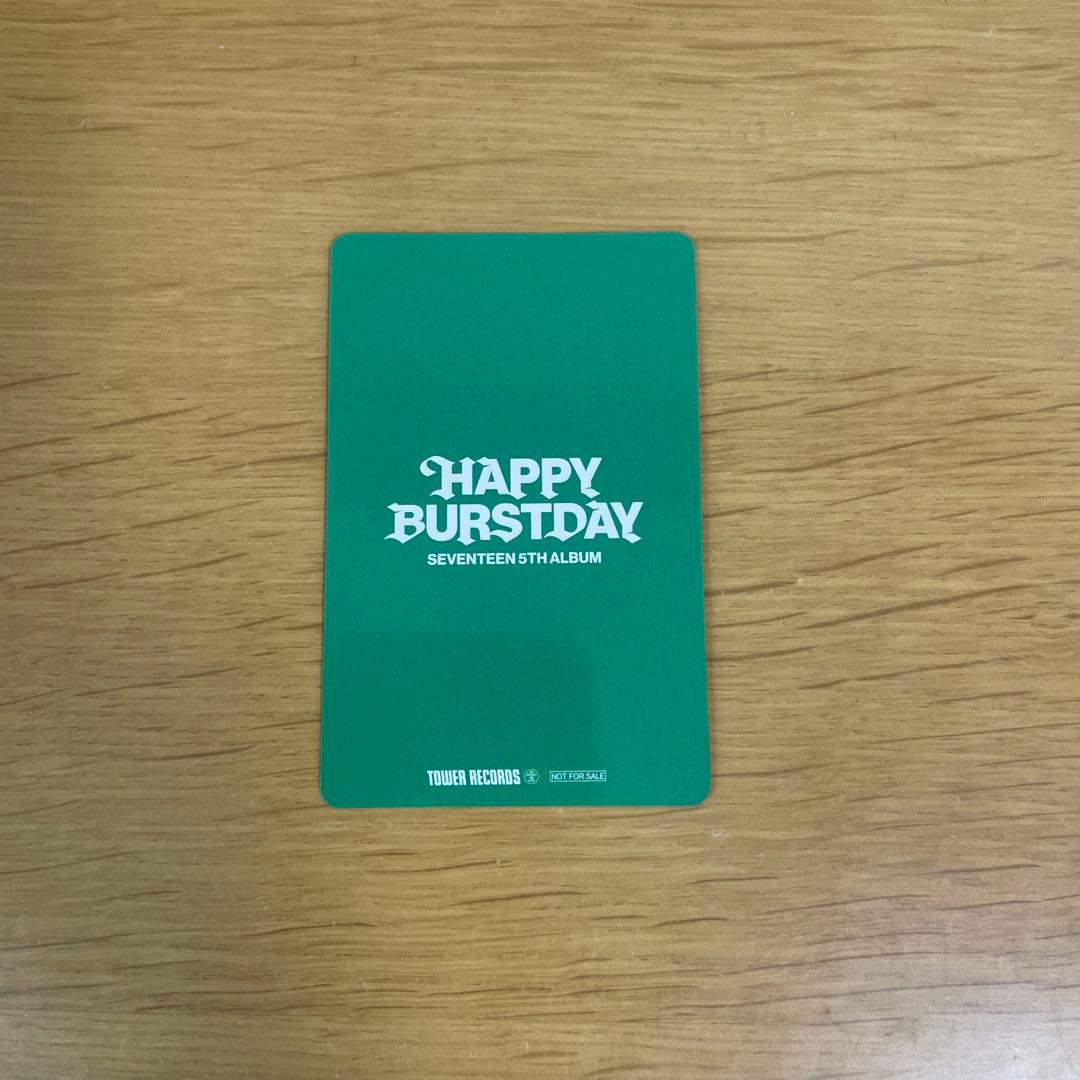 HAPPY
BURSTDAY
SEVENTEEN 5TH ALBUM
TOWER RECORDS NOT FOR SALE